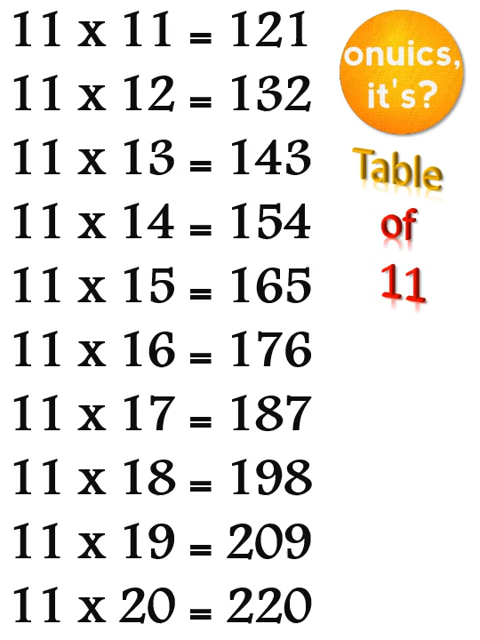 11 x 11 = 121
11 x 12 = 132
11 x 13 = 143
11 x 14 = 154
11 x 15 = 165
11 x 16 = 176
11 x 17 = 187
11 x 18 = 198
11 x 19 = 209
11 x 20 = 220
onuics,
it's?
Table
of
11